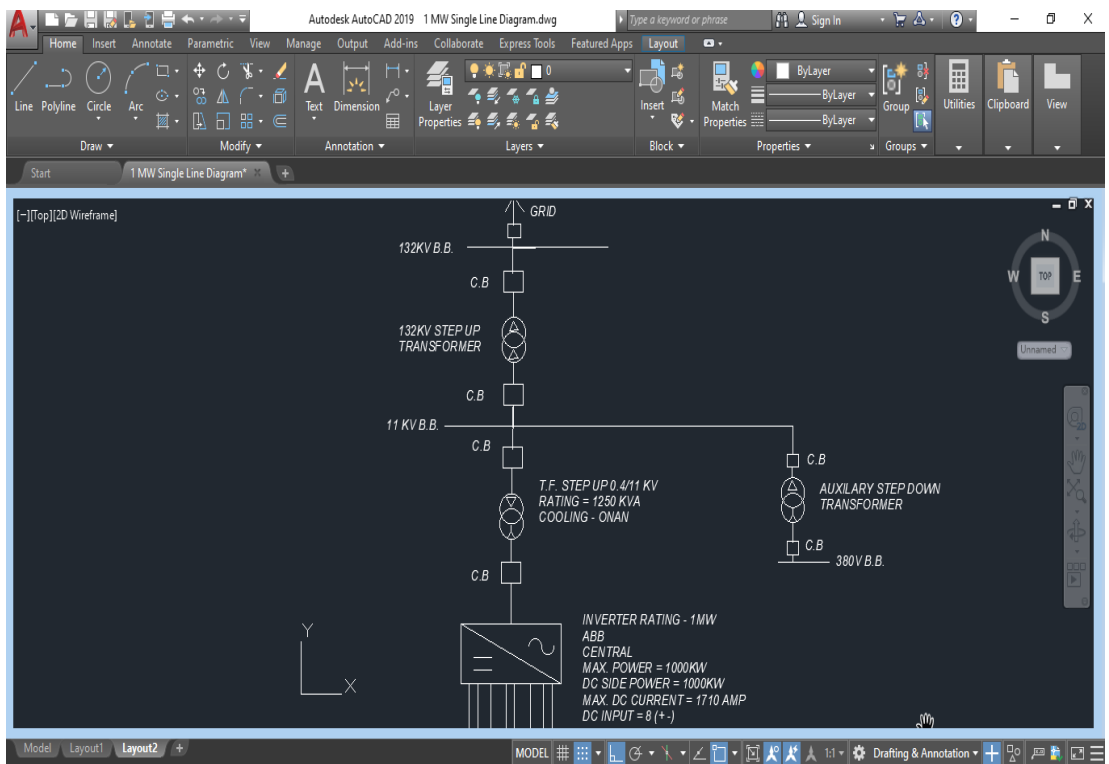 Autodesk AutoCAD 2019 1 MW Single Line Diagram.dwg
Type a keyword or phrase
Sign In
Home Insert Annotate Parametric View Manage Output Add-ins Collaborate Express Tools Featured Apps Layout
Line Polyline Circle Arc
Text Dimension
Layer Properties
0
Insert
Match Properties
ByLayer
ByLayer
ByLayer
Group
Utilities
Clipboard
View
Draw Modify Annotation Layers Block Properties Groups
Start
1 MW Single Line Diagram*
[−][Top][2D Wireframe]
GRID
132KV B.B.
C.B
132KV STEP UP
TRANSFORMER
C.B
11 KV B.B.
C.B
T.F. STEP UP 0.4/11 KV
RATING = 1250 KVA
COOLING - ONAN
C.B
C.B
AUXILARY STEP DOWN
TRANSFORMER
C.B
380V B.B.
INVERTER RATING - 1MW
ABB
CENTRAL
MAX. POWER = 1000KW
DC SIDE POWER = 1000KW
MAX. DC CURRENT = 1710 AMP
DC INPUT = 8 (+ -)
N
W
TOP
E
S
Unnamed
Y
X
Model Layout1 Layout2 +
MODEL
1:1
Drafting & Annotation